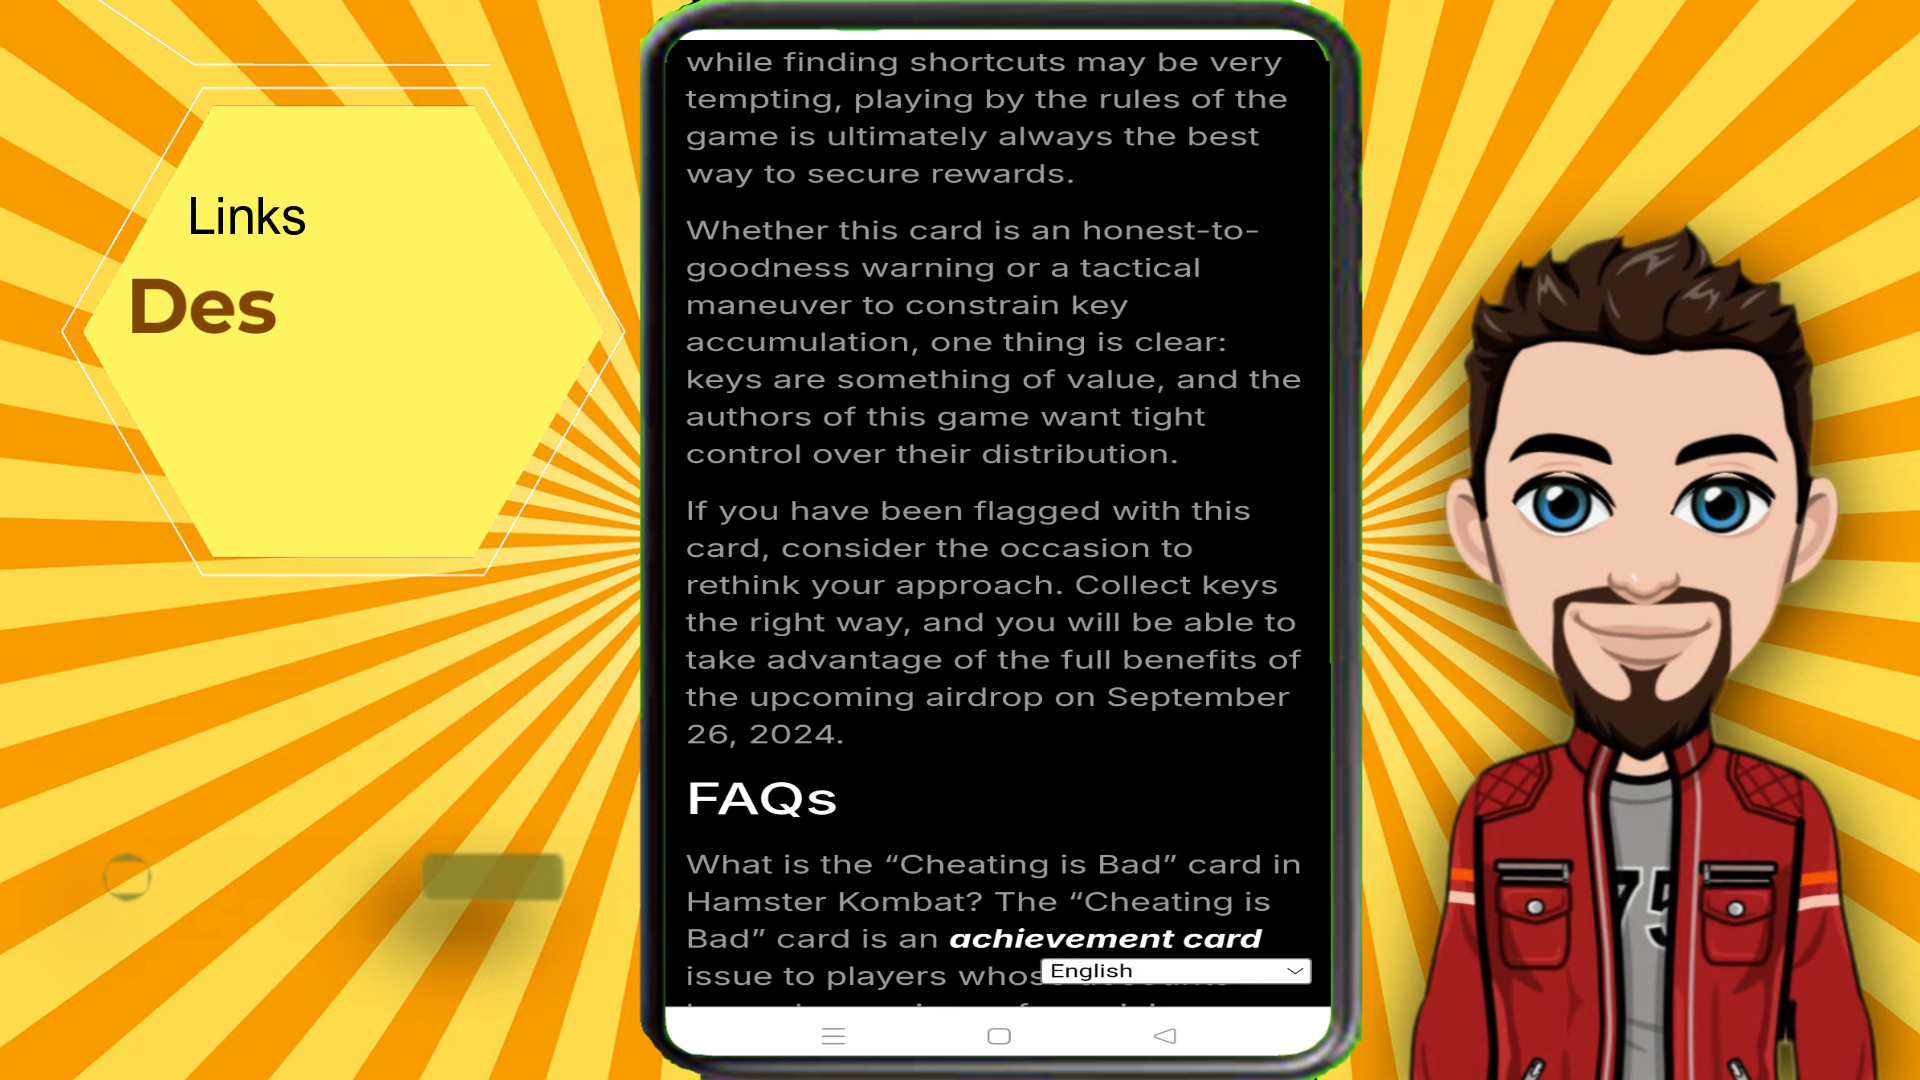 Links
Des
while finding shortcuts may be very
tempting, playing by the rules of the
game is ultimately always the best
way to secure rewards.
Whether this card is an honest-to-
goodness warning or a tactical
maneuver to constrain key
accumulation, one thing is clear:
keys are something of value, and the
authors of this game want tight
control over their distribution.
If you have been flagged with this
card, consider the occasion to
rethink your approach. Collect keys
the right way, and you will be able to
take advantage of the full benefits of
the upcoming airdrop on September
26, 2024.
FAQs
What is the “Cheating is Bad” card in
Hamster Kombat? The “Cheating is
Bad” card is an achievement card
issue to players whose
English
75